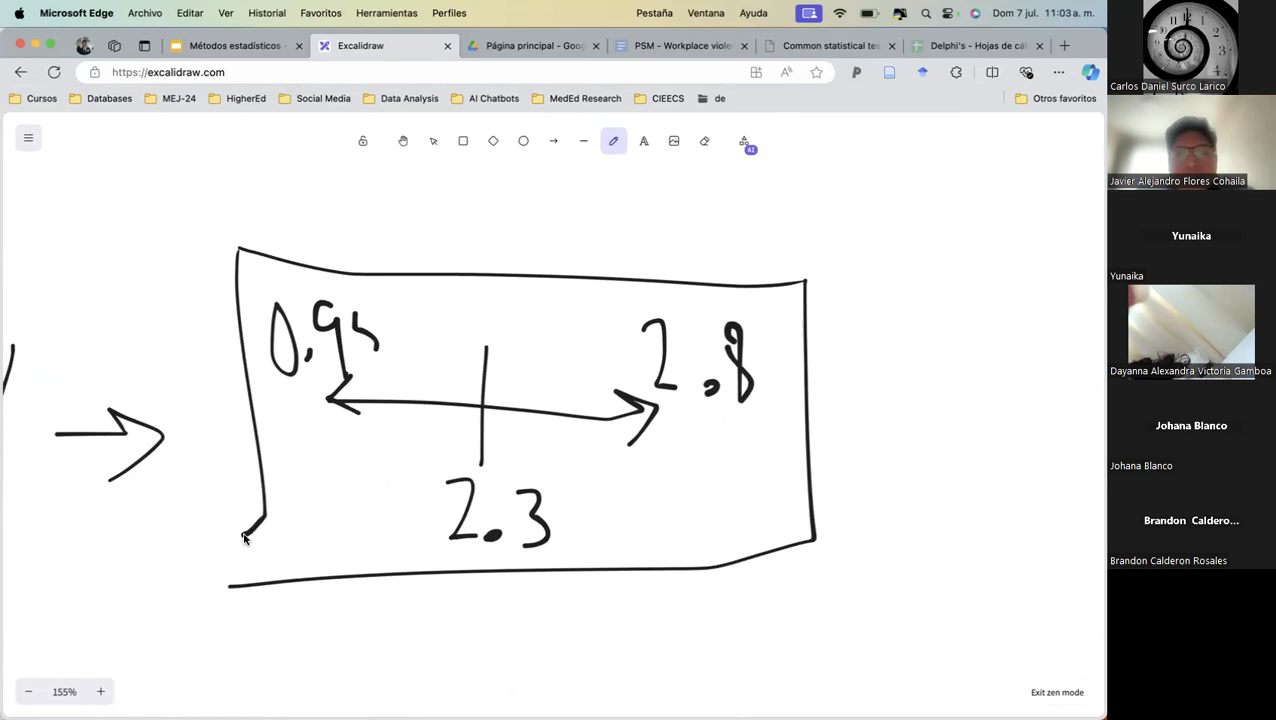 Microsoft Edge Archivo Editar Ver Historial Favoritos Herramientas Perfiles Pestaña Ventana Ayuda Dom 7 jul. 11:03 a. m.
Métodos estadísticos - Excalidraw Página principal - Goog PSM - Workplace viole Common statistical te Delphi's - Hojas de cál
https://excalidraw.com
Cursos Databases MEJ-24 HigherEd Social Media Data Analysis AI Chatbots MedEd Research CIEECS de Otros favoritos
AI
2.8
2.3
155%
Exit zen mode
Carlos Daniel Surco Larico
Javier Alejandro Flores Cohaila
Yunaika
Yunaika
Dayanna Alexandra Victoria Gamboa
Johana Blanco
Johana Blanco
Brandon Caldero...
Brandon Calderon Rosales